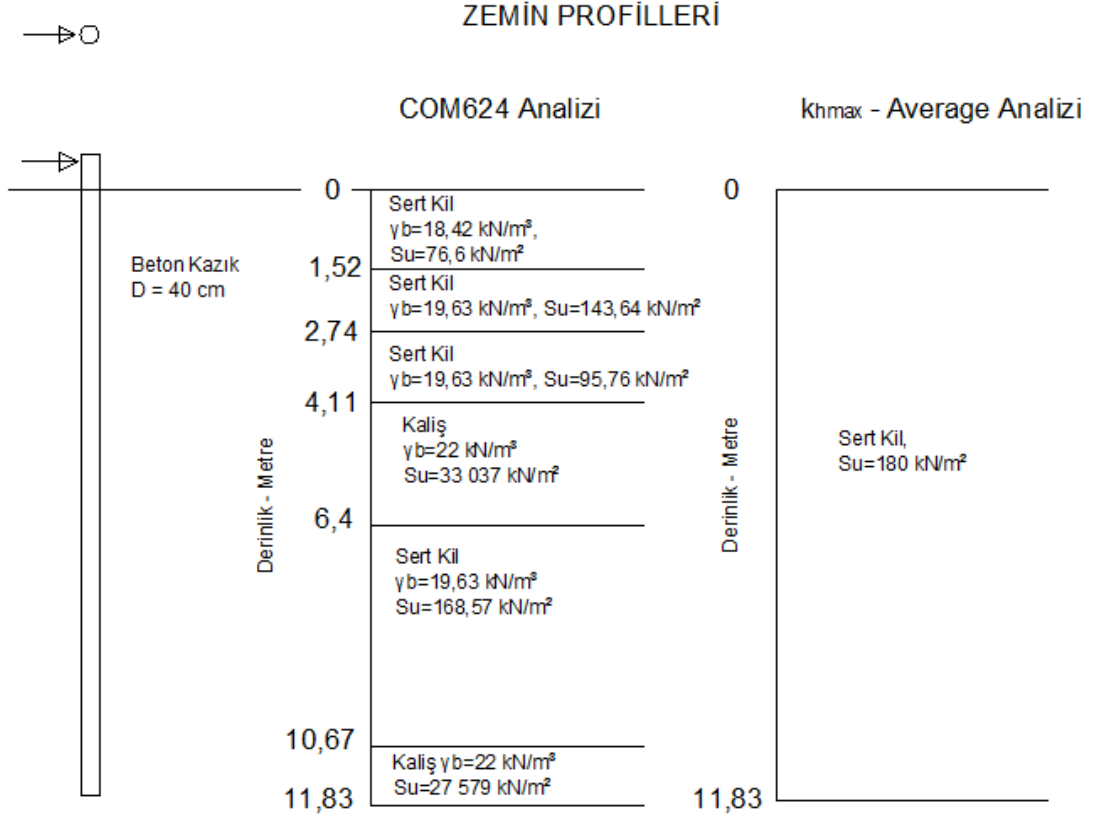 ZEMİN PROFİLLERİ
COM624 Analizi
khmax - Average Analizi
Beton Kazık
D = 40 cm
Derinlik - Metre
0
1,52
2,74
4,11
6,4
10,67
11,83
Sert Kil
γb=18,42 kN/m³,
Su=76,6 kN/m²
Sert Kil
γb=19,63 kN/m³, Su=143,64 kN/m²
Sert Kil
γb=19,63 kN/m³, Su=95,76 kN/m²
Kaliş
γb=22 kN/m³
Su=33 037 kN/m²
Sert Kil
γb=19,63 kN/m³
Su=168,57 kN/m²
Kaliş γb=22 kN/m³
Su=27 579 kN/m²
Derinlik - Metre
0
11,83
Sert Kil,
Su=180 kN/m²